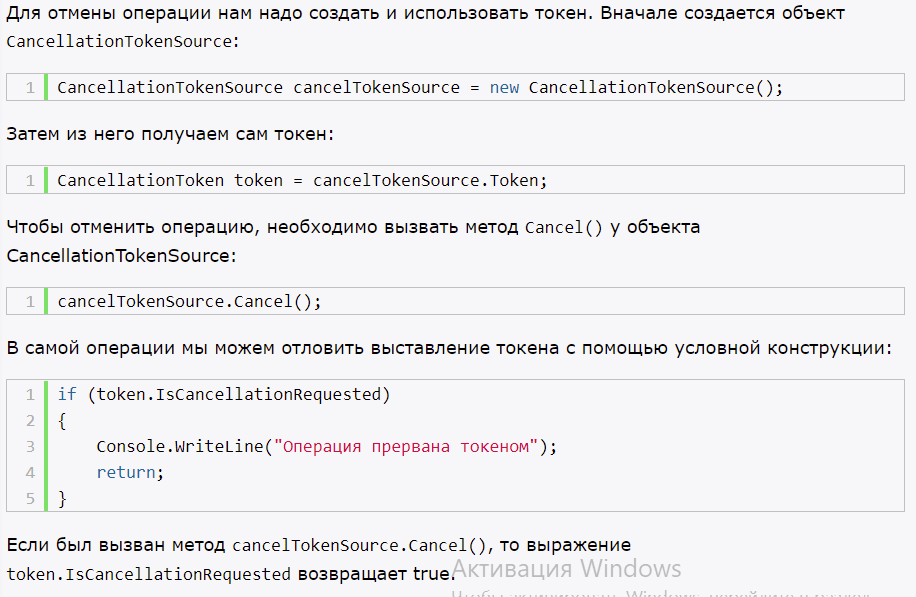 Для отмены операции нам надо создать и использовать токен. Вначале создается объект
CancellationTokenSource:
1 CancellationTokenSource cancelTokenSource = new CancellationTokenSource();
Затем из него получаем сам токен:
1 CancellationToken token = cancelTokenSource.Token;
Чтобы отменить операцию, необходимо вызвать метод Cancel() у объекта
CancellationTokenSource:
1 cancelTokenSource.Cancel();
В самой операции мы можем отловить выставление токена с помощью условной конструкции:
1 if (token.IsCancellationRequested)
2 {
3     Console.WriteLine("Операция прервана токеном");
4     return;
5 }
Если был вызван метод cancelTokenSource.Cancel(), то выражение
token.IsCancellationRequested возвращает true.
Активация Windows